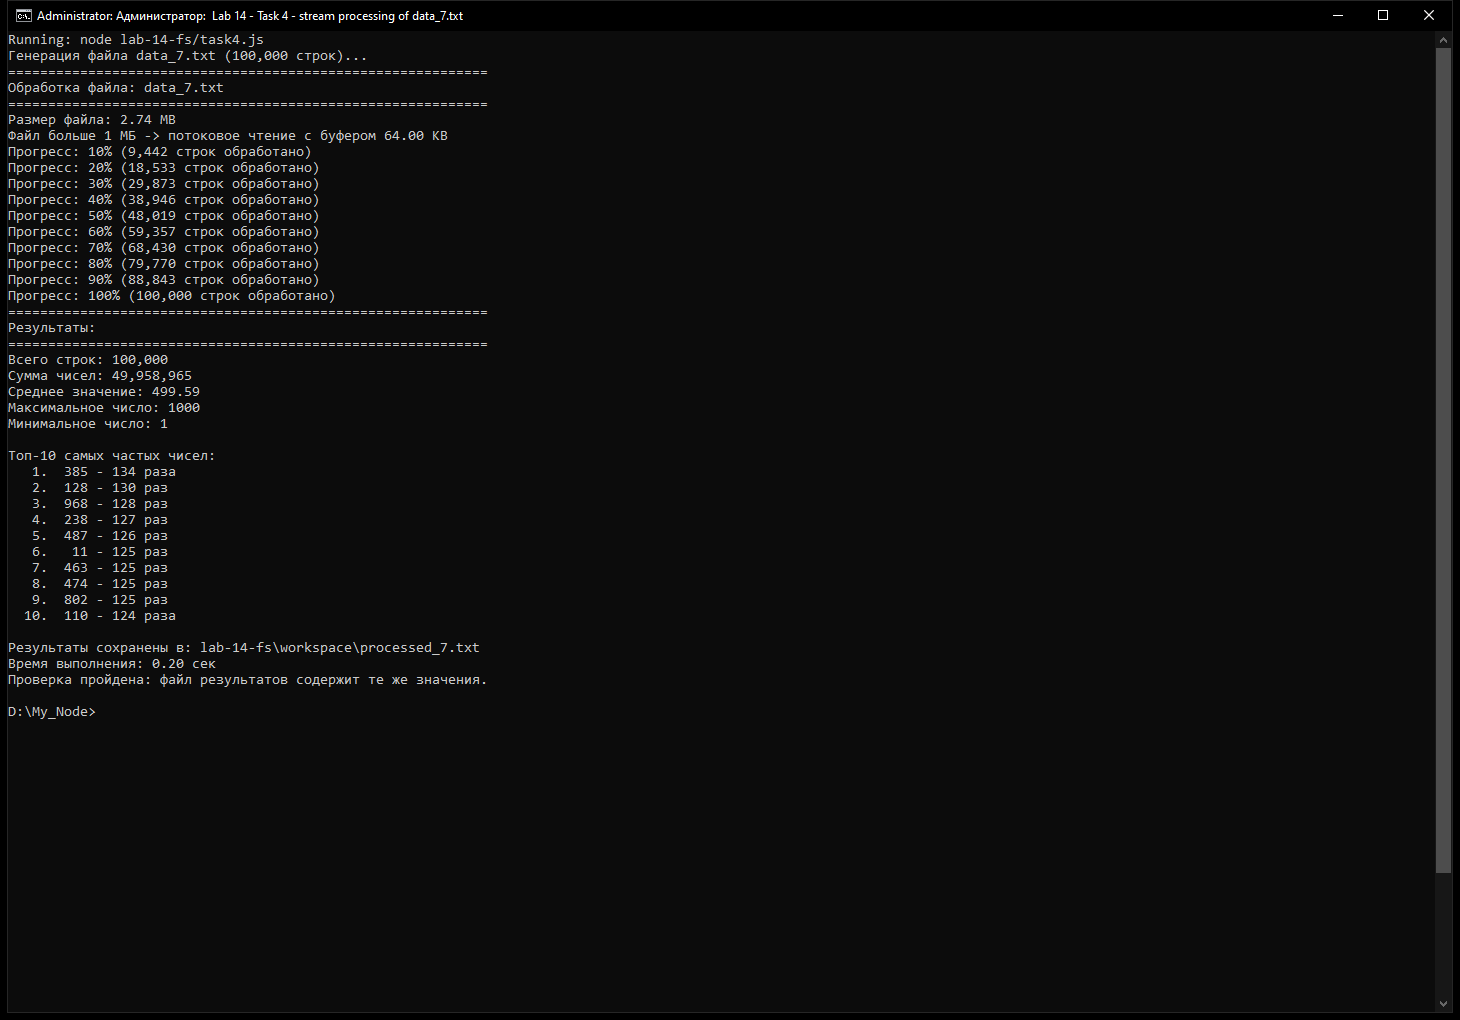 Administrator: Администратор:  Lab 14 - Task 4 - stream processing of data_7.txt
Running: node lab-14-fs/task4.js
Генерация файла data_7.txt (100,000 строк)...
============================================================
Обработка файла: data_7.txt
============================================================
Размер файла: 2.74 MB
Файл больше 1 МБ -> потоковое чтение с буфером 64.00 KB
Прогресс: 10% (9,442 строк обработано)
Прогресс: 20% (18,533 строк обработано)
Прогресс: 30% (29,873 строк обработано)
Прогресс: 40% (38,946 строк обработано)
Прогресс: 50% (48,019 строк обработано)
Прогресс: 60% (59,357 строк обработано)
Прогресс: 70% (68,430 строк обработано)
Прогресс: 80% (79,770 строк обработано)
Прогресс: 90% (88,843 строк обработано)
Прогресс: 100% (100,000 строк обработано)
============================================================
Результаты:
============================================================
Всего строк: 100,000
Сумма чисел: 49,958,965
Среднее значение: 499.59
Максимальное число: 1000
Минимальное число: 1
Топ-10 самых частых чисел:
   1.  385 - 134 раза
   2.  128 - 130 раз
   3.  968 - 128 раз
   4.  238 - 127 раз
   5.  487 - 126 раз
   6.   11 - 125 раз
   7.  463 - 125 раз
   8.  474 - 125 раз
   9.  802 - 125 раз
  10.  110 - 124 раза
Результаты сохранены в: lab-14-fs\workspace\processed_7.txt
Время выполнения: 0.20 сек
Проверка пройдена: файл результатов содержит те же значения.
D:\My_Node>